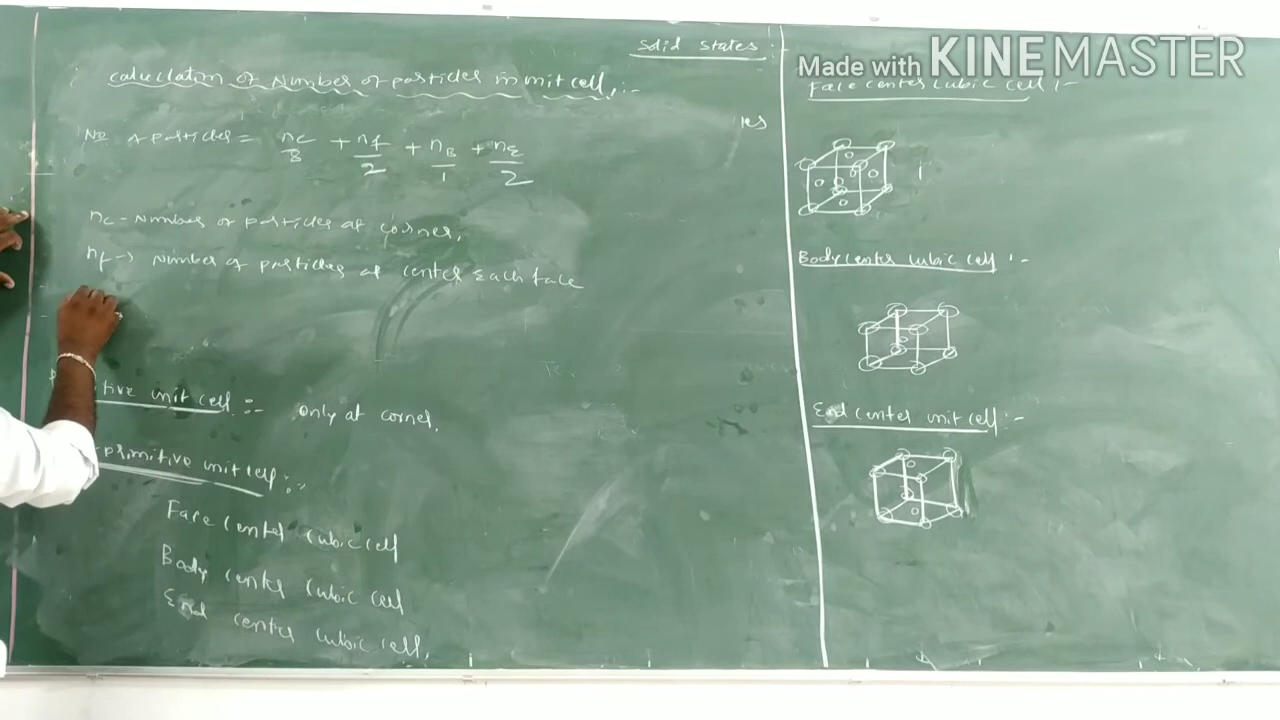 Solid States :-
Caluclation of Number of particles in unit cell, :-
No of particles = nc/8 + nf/2 + nB/1 + nE/2
nc - Number of particles at corner,
nf → Number of particles at center Each face
tive unit cell :- Only at corner.
-primitive unit cell :-
Face center cubic cell
Body center cubic cell
End center cubic cell,
Made with KINEMASTER
Face center cubic cell :-
Body center cubic cell :-
End center unit cell :-